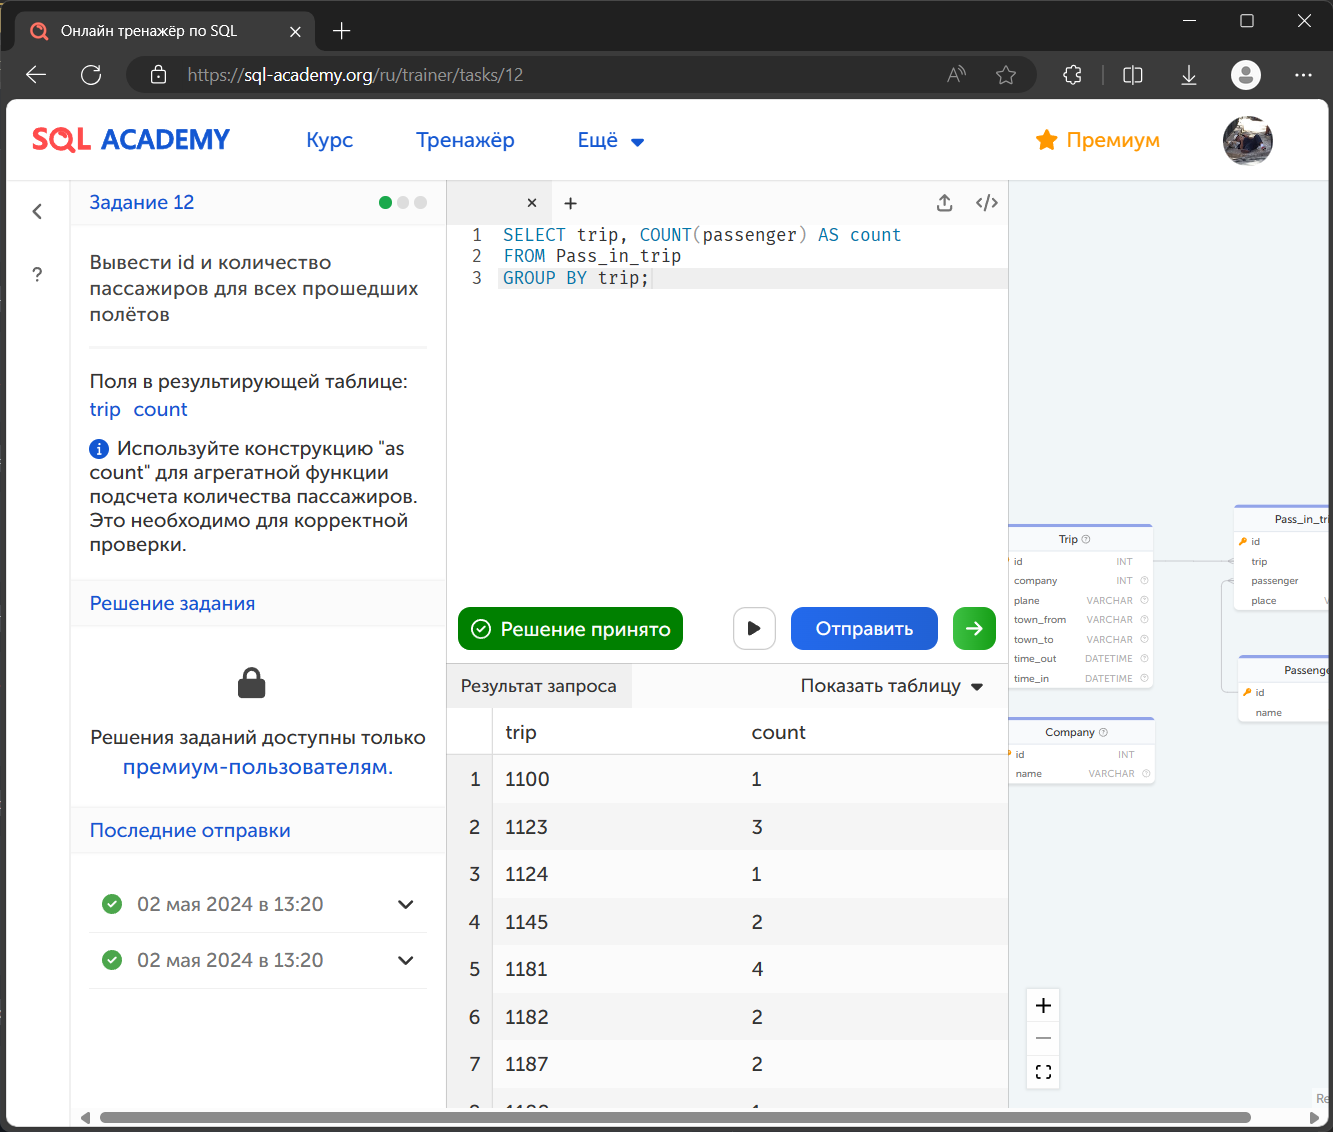 Онлайн тренажёр по SQL
https://sql-academy.org/ru/trainer/tasks/12
SQL ACADEMY
Курс
Тренажёр
Ещё
Премиум
Задание 12
Вывести id и количество
пассажиров для всех прошедших
полётов
Поля в результирующей таблице:
trip count
Используйте конструкцию "as
count" для агрегатной функции
подсчета количества пассажиров.
Это необходимо для корректной
проверки.
Решение задания
Решения заданий доступны только
премиум-пользователям.
Последние отправки
02 мая 2024 в 13:20
02 мая 2024 в 13:20
1 SELECT trip, COUNT(passenger) AS count
2 FROM Pass_in_trip
3 GROUP BY trip;
Решение принято
Отправить
Результат запроса
Показать таблицу
trip count
1 1100 1
2 1123 3
3 1124 1
4 1145 2
5 1181 4
6 1182 2
7 1187 2
Trip
id INT
company INT
plane VARCHAR
town_from VARCHAR
town_to VARCHAR
time_out DATETIME
time_in DATETIME
Company
id INT
name VARCHAR
Pass_in_tri
id
trip
passenger
place
Passenge
id
name
Re